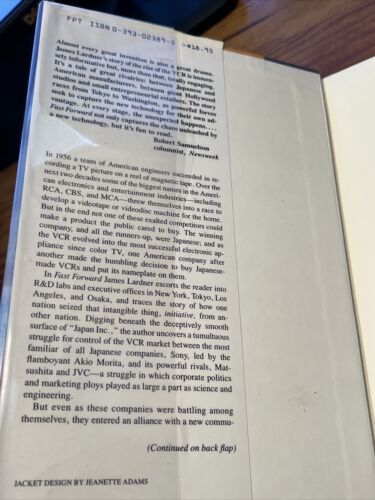 FPT ISBN 0-393-02389-3 >$18.95
Almost every great invention is also a great drama.
James Lardner's story of the rise of the VCR is immens-
ely informative but, more than that, totally engaging.
It's a tale of great rivalries: between Japanese and
American manufacturers, between giant Hollywood
studios and small entrepreneurial retailers. The story
races from Tokyo to Washington, as powerful forces
seek to capture the new technology for their own ad-
vantage. At every stage, the unexpected happens. . . .
Fast Forward not only captures the chaos unleashed by
a new technology, but it's fun to read.
Robert Samuelson
columnist, Newsweek
In 1956 a team of American engineers succeeded in re-
cording a TV picture on a reel of magnetic tape. Over the
next two decades some of the biggest names in the Ameri-
can electronics and entertainment industries—including
RCA, CBS, and MCA—threw themselves into a race to
develop a videotape or videodisc machine for the home.
But in the end not one of these exalted competitors could
make a product the public cared to buy. The winning
company, and all the runners-up, were Japanese; and as
the VCR evolved into the most successful electronic ap-
pliance since color TV, one American company after
another made the humbling decision to buy Japanese-
made VCRs and put its nameplate on them.
In Fast Forward James Lardner escorts the reader into
R&D labs and executive offices in New York, Tokyo, Los
Angeles, and Osaka, and traces the story of how one
nation seized that intangible thing, initiative, from an-
other nation. Digging beneath the deceptively smooth
surface of "Japan Inc.," the author uncovers a tumultuous
struggle for control of the VCR market between the most
familiar of all Japanese companies, Sony, led by the
flamboyant Akio Morita, and its powerful rivals, Mat-
sushita and JVC—a struggle in which corporate politics
and marketing ploys played as large a part as science and
engineering.
But even as these companies were battling among
themselves, they entered an alliance with a new commu-
(Continued on back flap)
JACKET DESIGN BY JEANETTE ADAMS